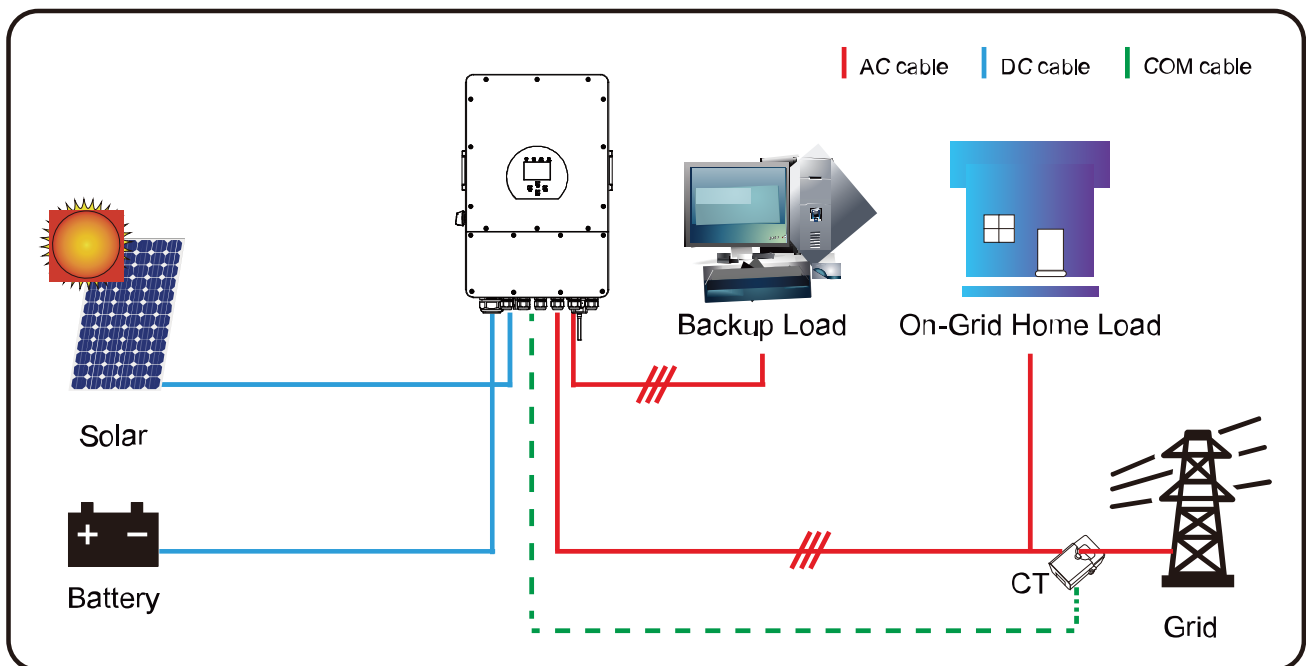 AC cable
DC cable
COM cable
Backup Load
On-Grid Home Load
Solar
Battery
CT
Grid